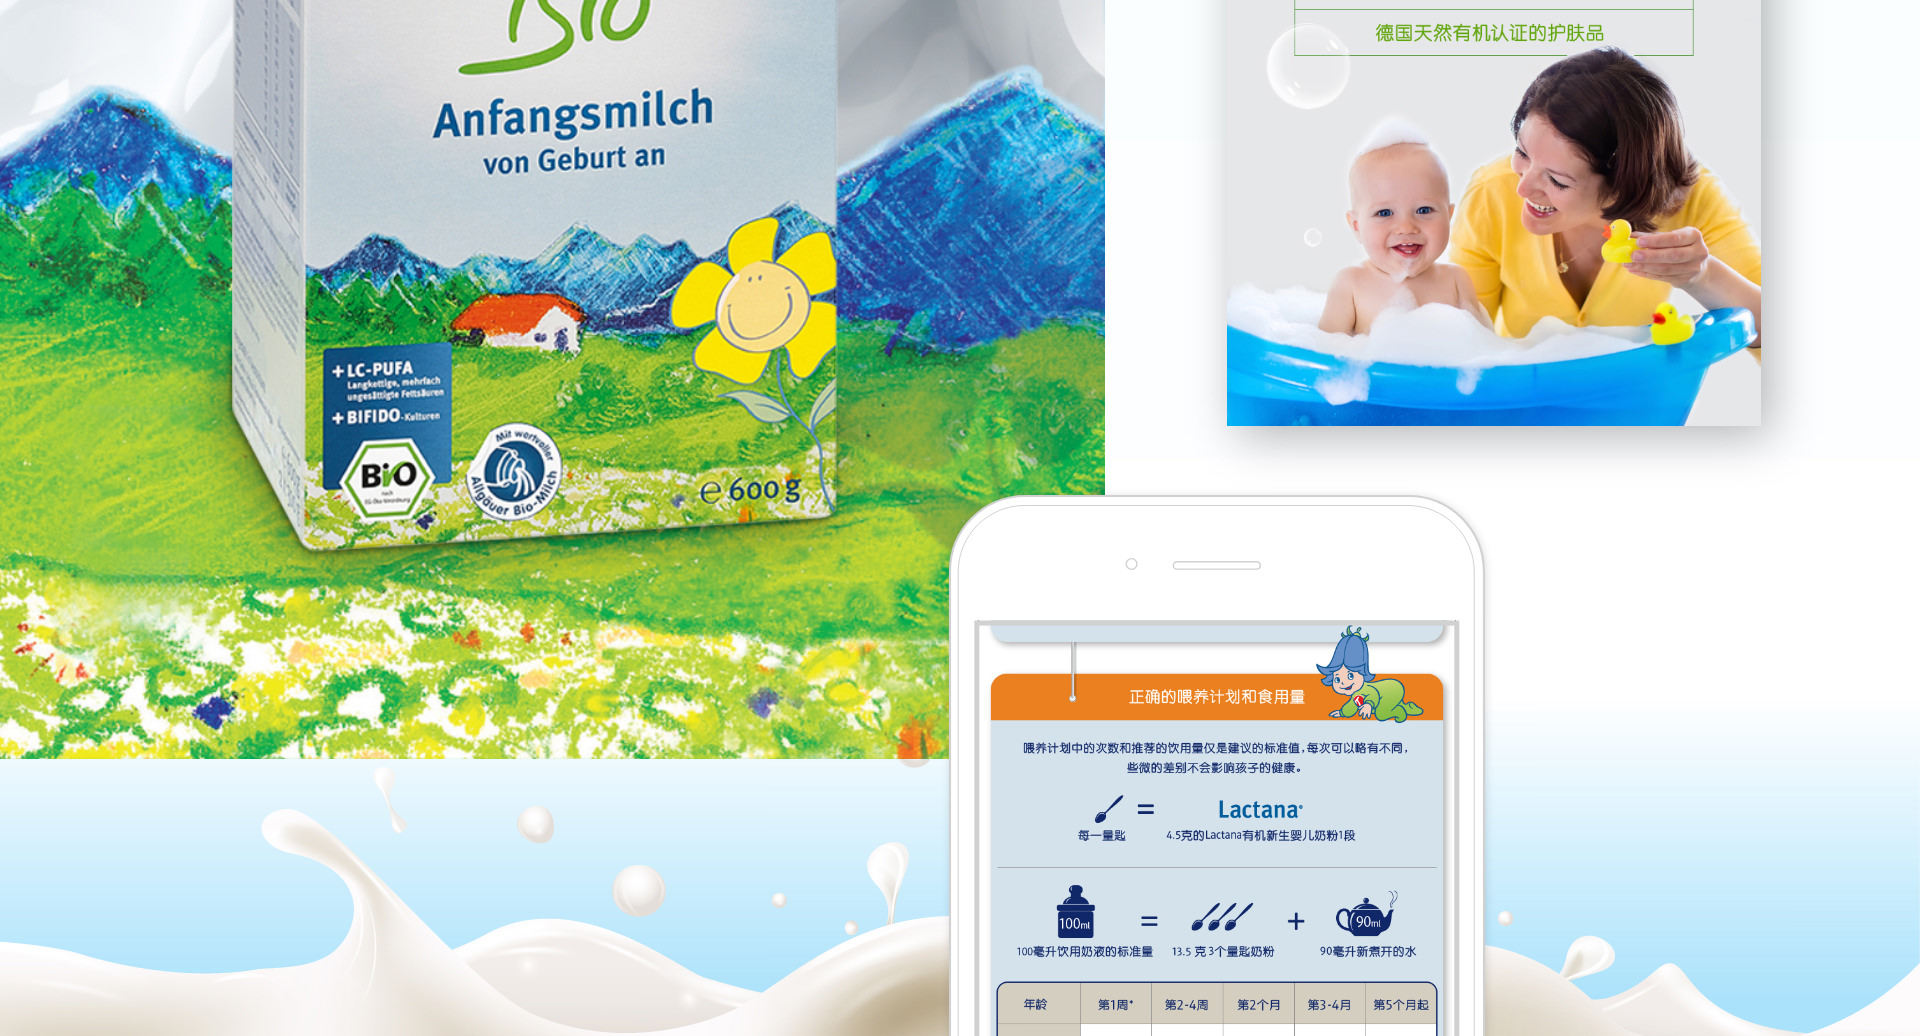 Bio
Anfangsmilch
von Geburt an
+LC-PUFA
Langkettige, mehrfach
ungesättigte Fettsäuren
+BIFIDO-Kulturen
BiO
nach
EG-Öko-Verordnung
Mit wertvoller
Allgäuer Bio-Milch
e 600 g
德国天然有机认证的护肤品
正确的喂养计划和食用量
喂养计划中的次数和推荐的饮用量仅是建议的标准值，每次可以略有不同，
些微的差别不会影响孩子的健康。
= Lactana®
每一量匙 4.5克的Lactana有机新生婴儿奶粉1段
100ml = + 90ml
100毫升饮用奶液的标准量 13.5 克 3个量匙奶粉 90毫升新煮开的水
年龄 第1周* 第2-4周 第2个月 第3-4月 第5个月起